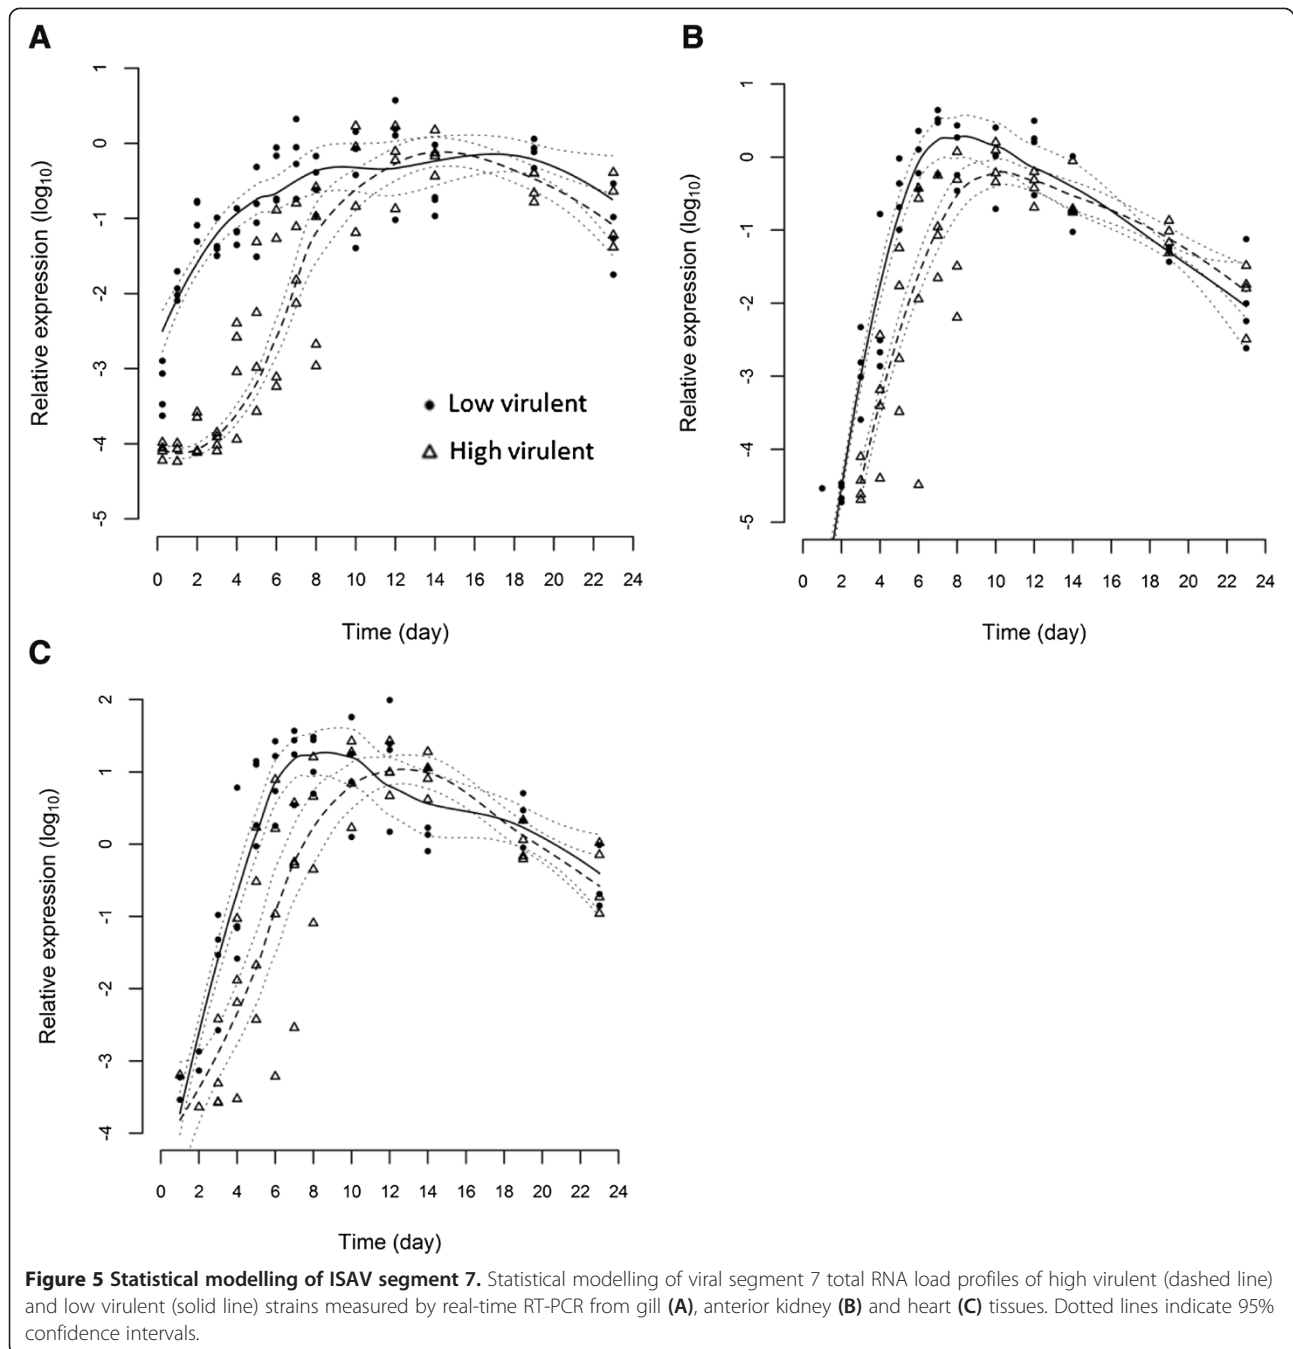 A
Relative expression (log10)
1
0
-1
-2
-3
-4
-5
Low virulent
High virulent
0 2 4 6 8 10 12 14 16 18 20 22 24
Time (day)
B
Relative expression (log10)
1
0
-1
-2
-3
-4
-5
0 2 4 6 8 10 12 14 16 18 20 22 24
Time (day)
C
Relative expression (log10)
2
1
0
-1
-2
-3
-4
0 2 4 6 8 10 12 14 16 18 20 22 24
Time (day)
Figure 5 Statistical modelling of ISAV segment 7. Statistical modelling of viral segment 7 total RNA load profiles of high virulent (dashed line)
and low virulent (solid line) strains measured by real-time RT-PCR from gill (A), anterior kidney (B) and heart (C) tissues. Dotted lines indicate 95%
confidence intervals.